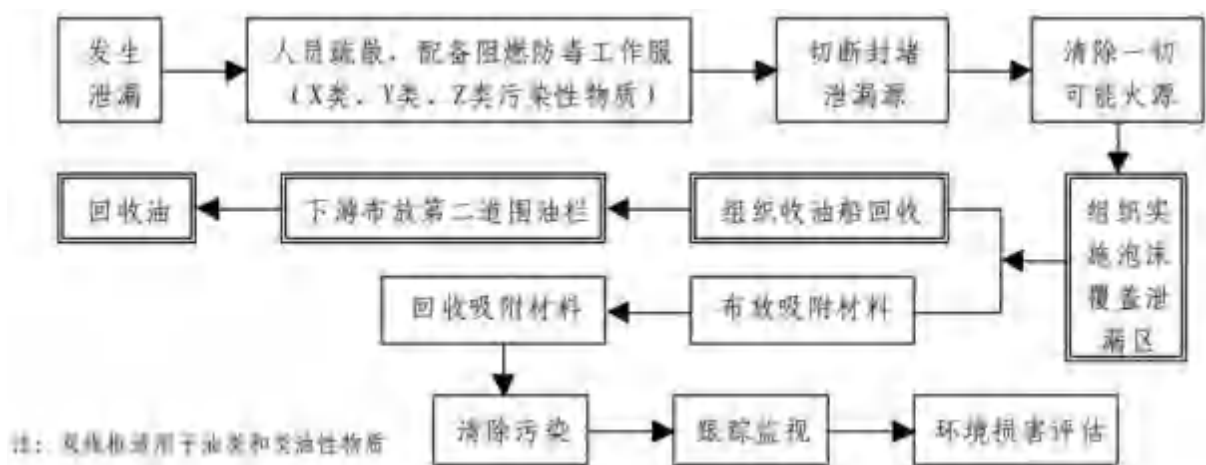 发生
泄漏
人员疏散、配备阻燃防毒工作服
（X类、Y类、Z类污染性物质）
切断封堵
泄漏源
清除一切
可能火源
组织实
施泡沫
覆盖泄
漏区
组织收油船回收
下游布放第二道围油栏
回收油
布放吸附材料
回收吸附材料
清除污染
跟踪监视
环境损害评估
注：双线框适用于油类和类油性物质